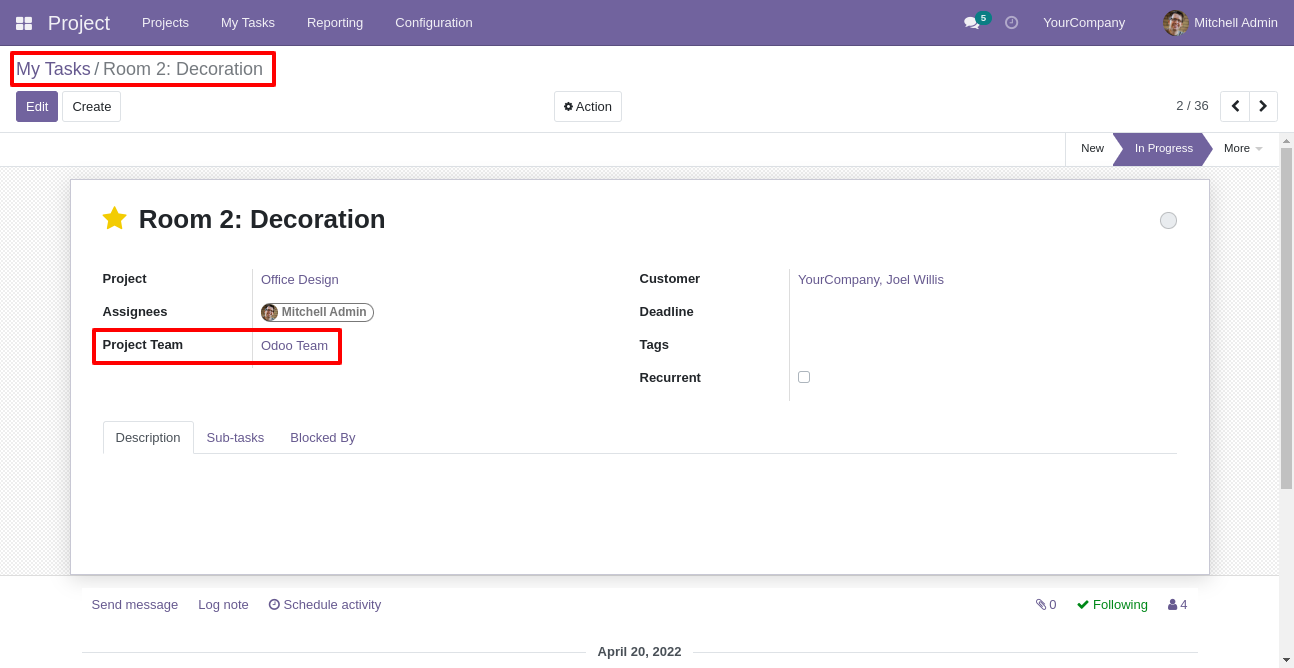 Project Projects My Tasks Reporting Configuration 5 YourCompany Mitchell Admin
My Tasks / Room 2: Decoration
Edit Create Action 2 / 36
New In Progress More
Room 2: Decoration
Project Office Design Customer YourCompany, Joel Willis
Assignees Mitchell Admin Deadline
Project Team Odoo Team Tags
Recurrent
Description Sub-tasks Blocked By
Send message Log note Schedule activity 0 Following 4
April 20, 2022